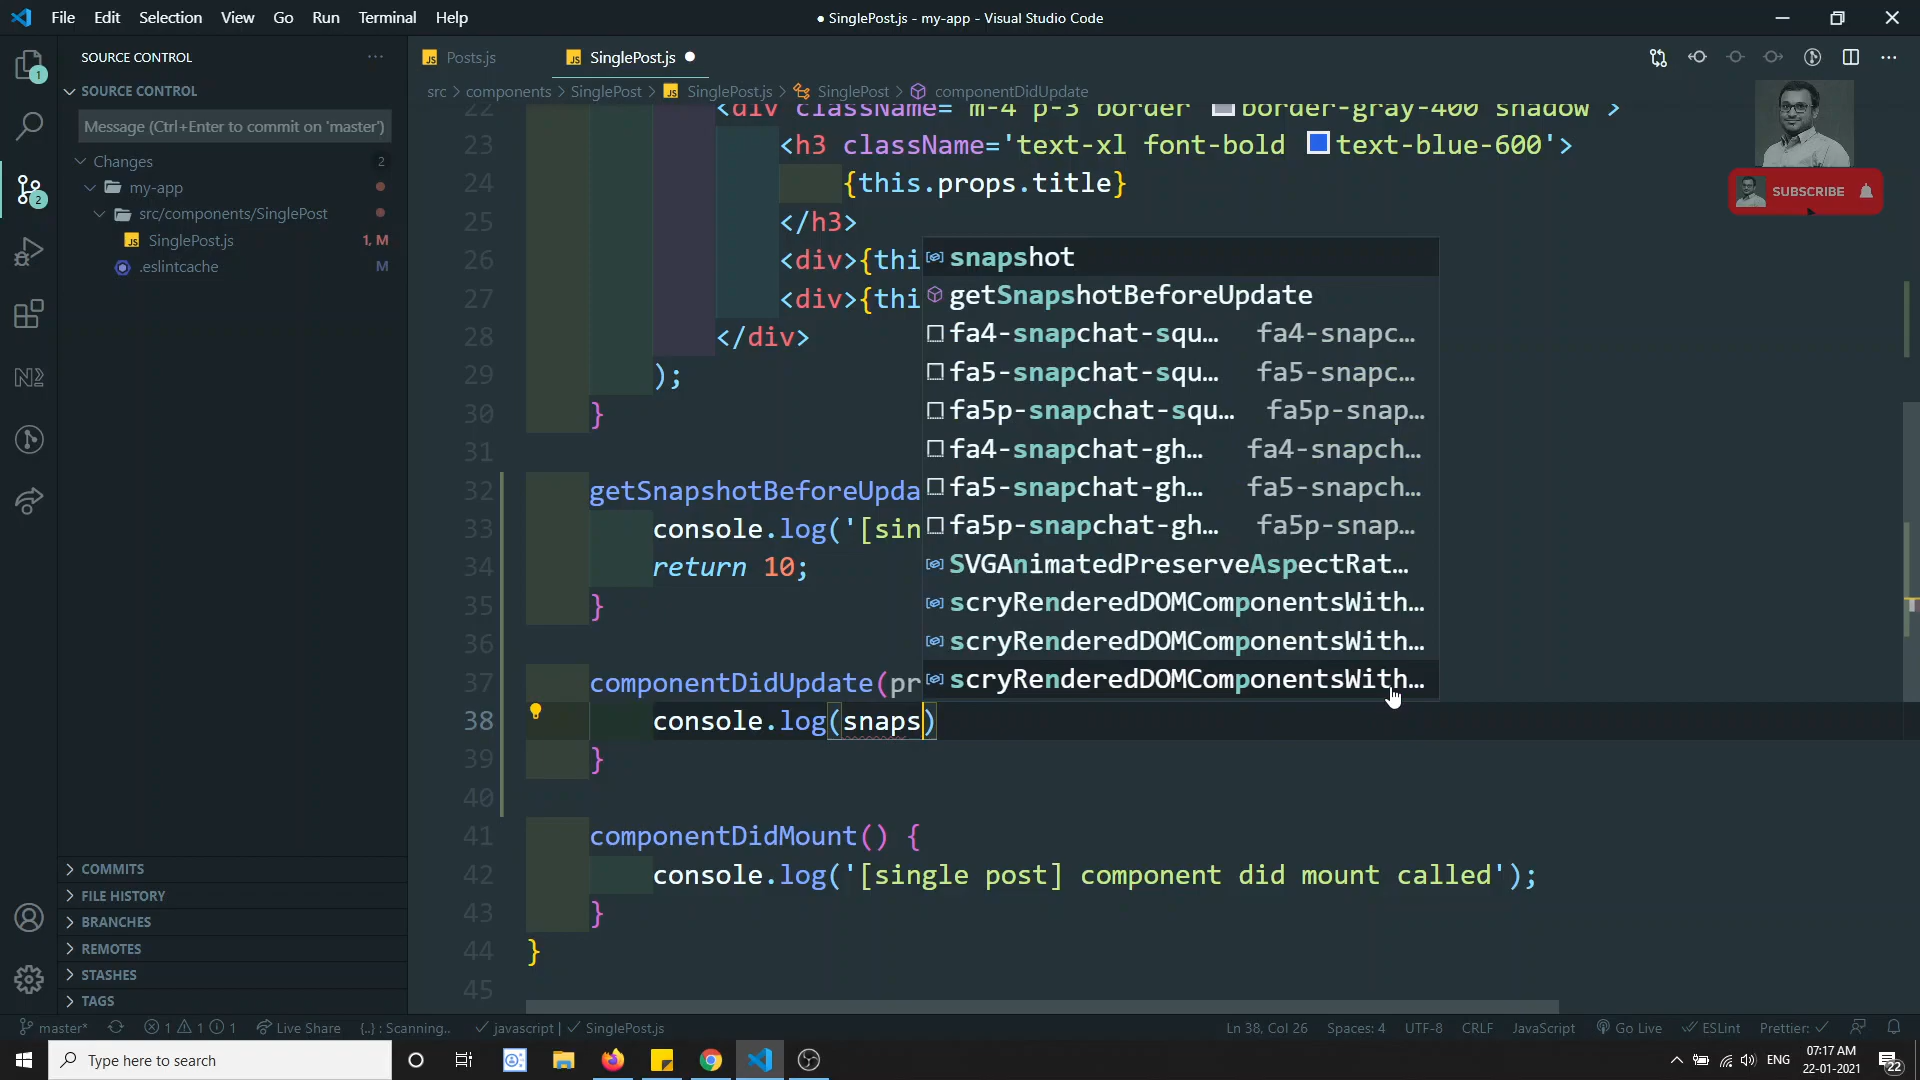 File Edit Selection View Go Run Terminal Help
● SinglePost.js - my-app - Visual Studio Code
SOURCE CONTROL
Posts.js
SinglePost.js
SOURCE CONTROL
src > components > SinglePost > SinglePost.js > SinglePost > componentDidUpdate
Message (Ctrl+Enter to commit on 'master')
Changes 2
my-app
src/components/SinglePost
SinglePost.js 1, M
.eslintcache M
SUBSCRIBE
22 <div className='m-4 p-3 border border-gray-400 shadow'>
23 <h3 className='text-xl font-bold text-blue-600'>
24 {this.props.title}
25 </h3>
26 <div>{thi
27 <div>{thi
28 </div>
29 );
30 }
31
32 getSnapshotBeforeUpda
33 console.log('[sin
34 return 10;
35 }
36
37 componentDidUpdate(pr
38 console.log(snaps)
39 }
40
41 componentDidMount() {
42 console.log('[single post] component did mount called');
43 }
44 }
45
snapshot
getSnapshotBeforeUpdate
fa4-snapchat-squ… fa4-snapc…
fa5-snapchat-squ… fa5-snapc…
fa5p-snapchat-squ… fa5p-snap…
fa4-snapchat-gh… fa4-snapch…
fa5-snapchat-gh… fa5-snapch…
fa5p-snapchat-gh… fa5p-snap…
SVGAnimatedPreserveAspectRat…
scryRenderedDOMComponentsWith…
scryRenderedDOMComponentsWith…
scryRenderedDOMComponentsWith…
COMMITS
FILE HISTORY
BRANCHES
REMOTES
STASHES
TAGS
master* 1 1 1 Live Share {..} : Scanning.. javascript | SinglePost.js
Ln 38, Col 26 Spaces: 4 UTF-8 CRLF JavaScript Go Live ESLint Prettier:
Type here to search
ENG
07:17 AM
22-01-2021
22